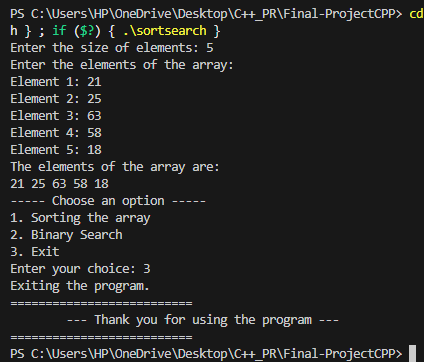 PS C:\Users\HP\OneDrive\Desktop\C++_PR\Final-ProjectCPP> cd
h } ; if ($?) { .\sortsearch }
Enter the size of elements: 5
Enter the elements of the array:
Element 1: 21
Element 2: 25
Element 3: 63
Element 4: 58
Element 5: 18
The elements of the array are:
21 25 63 58 18
----- Choose an option -----
1. Sorting the array
2. Binary Search
3. Exit
Enter your choice: 3
Exiting the program.
==========================
        --- Thank you for using the program ---
==========================
PS C:\Users\HP\OneDrive\Desktop\C++_PR\Final-ProjectCPP>